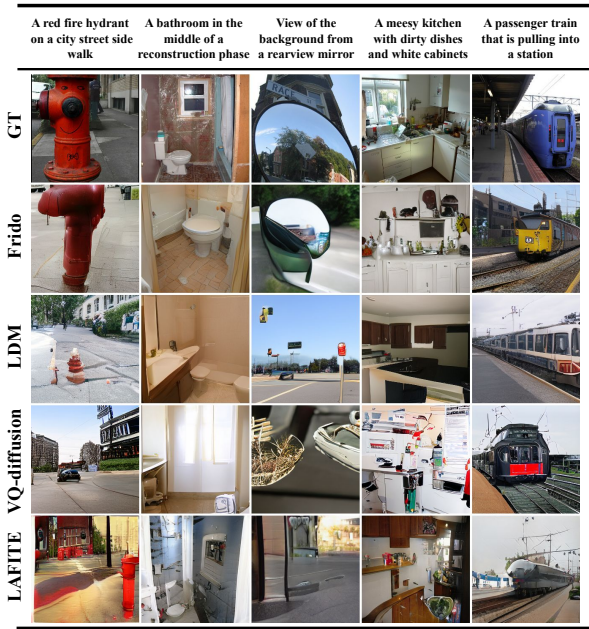 A red fire hydrant
on a city street side
walk
A bathroom in the
middle of a
reconstruction phase
View of the
background from
a rearview mirror
A meesy kitchen
with dirty dishes
and white cabinets
A passenger train
that is pulling into
a station
GT
RACE
Frido
LDM
VQ-diffusion
LAFITE